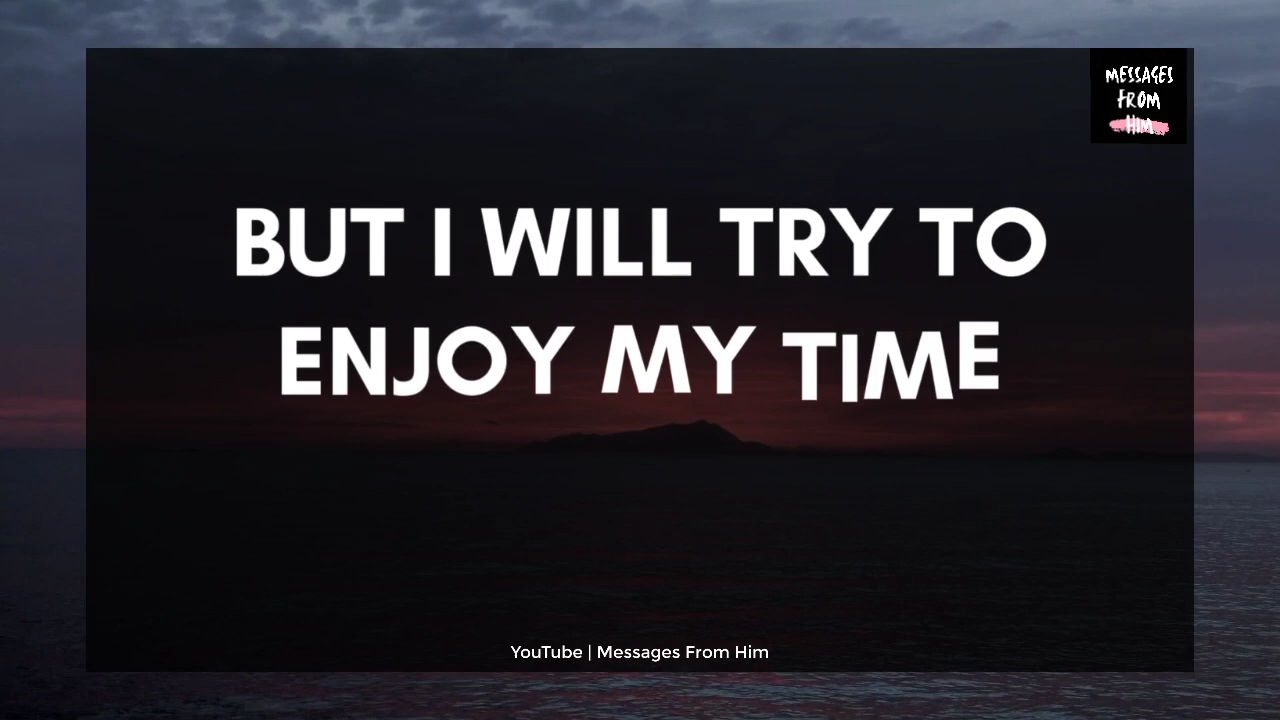 MESSAGES
FROM
HIM
BUT I WILL TRY TO
ENJOY MY TIME
YouTube | Messages From Him